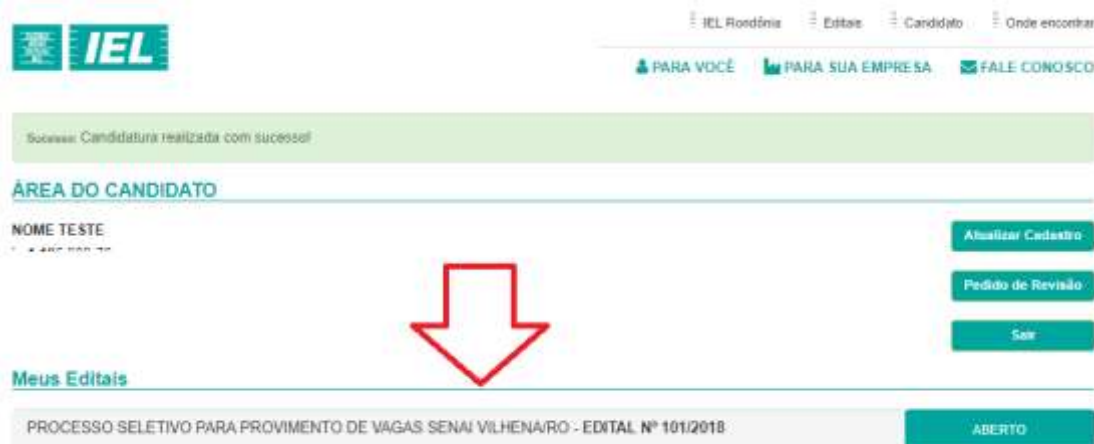 IEL Rondônia Editais Candidato Onde encontrar
IEL
PARA VOCÊ PARA SUA EMPRESA FALE CONOSCO
Sucesso: Candidatura realizada com sucesso!
ÁREA DO CANDIDATO
NOME TESTE
Atualizar Cadastro
Pedido de Revisão
Sair
Meus Editais
PROCESSO SELETIVO PARA PROVIMENTO DE VAGAS SENAI VILHENA/RO - EDITAL Nº 101/2018 ABERTO